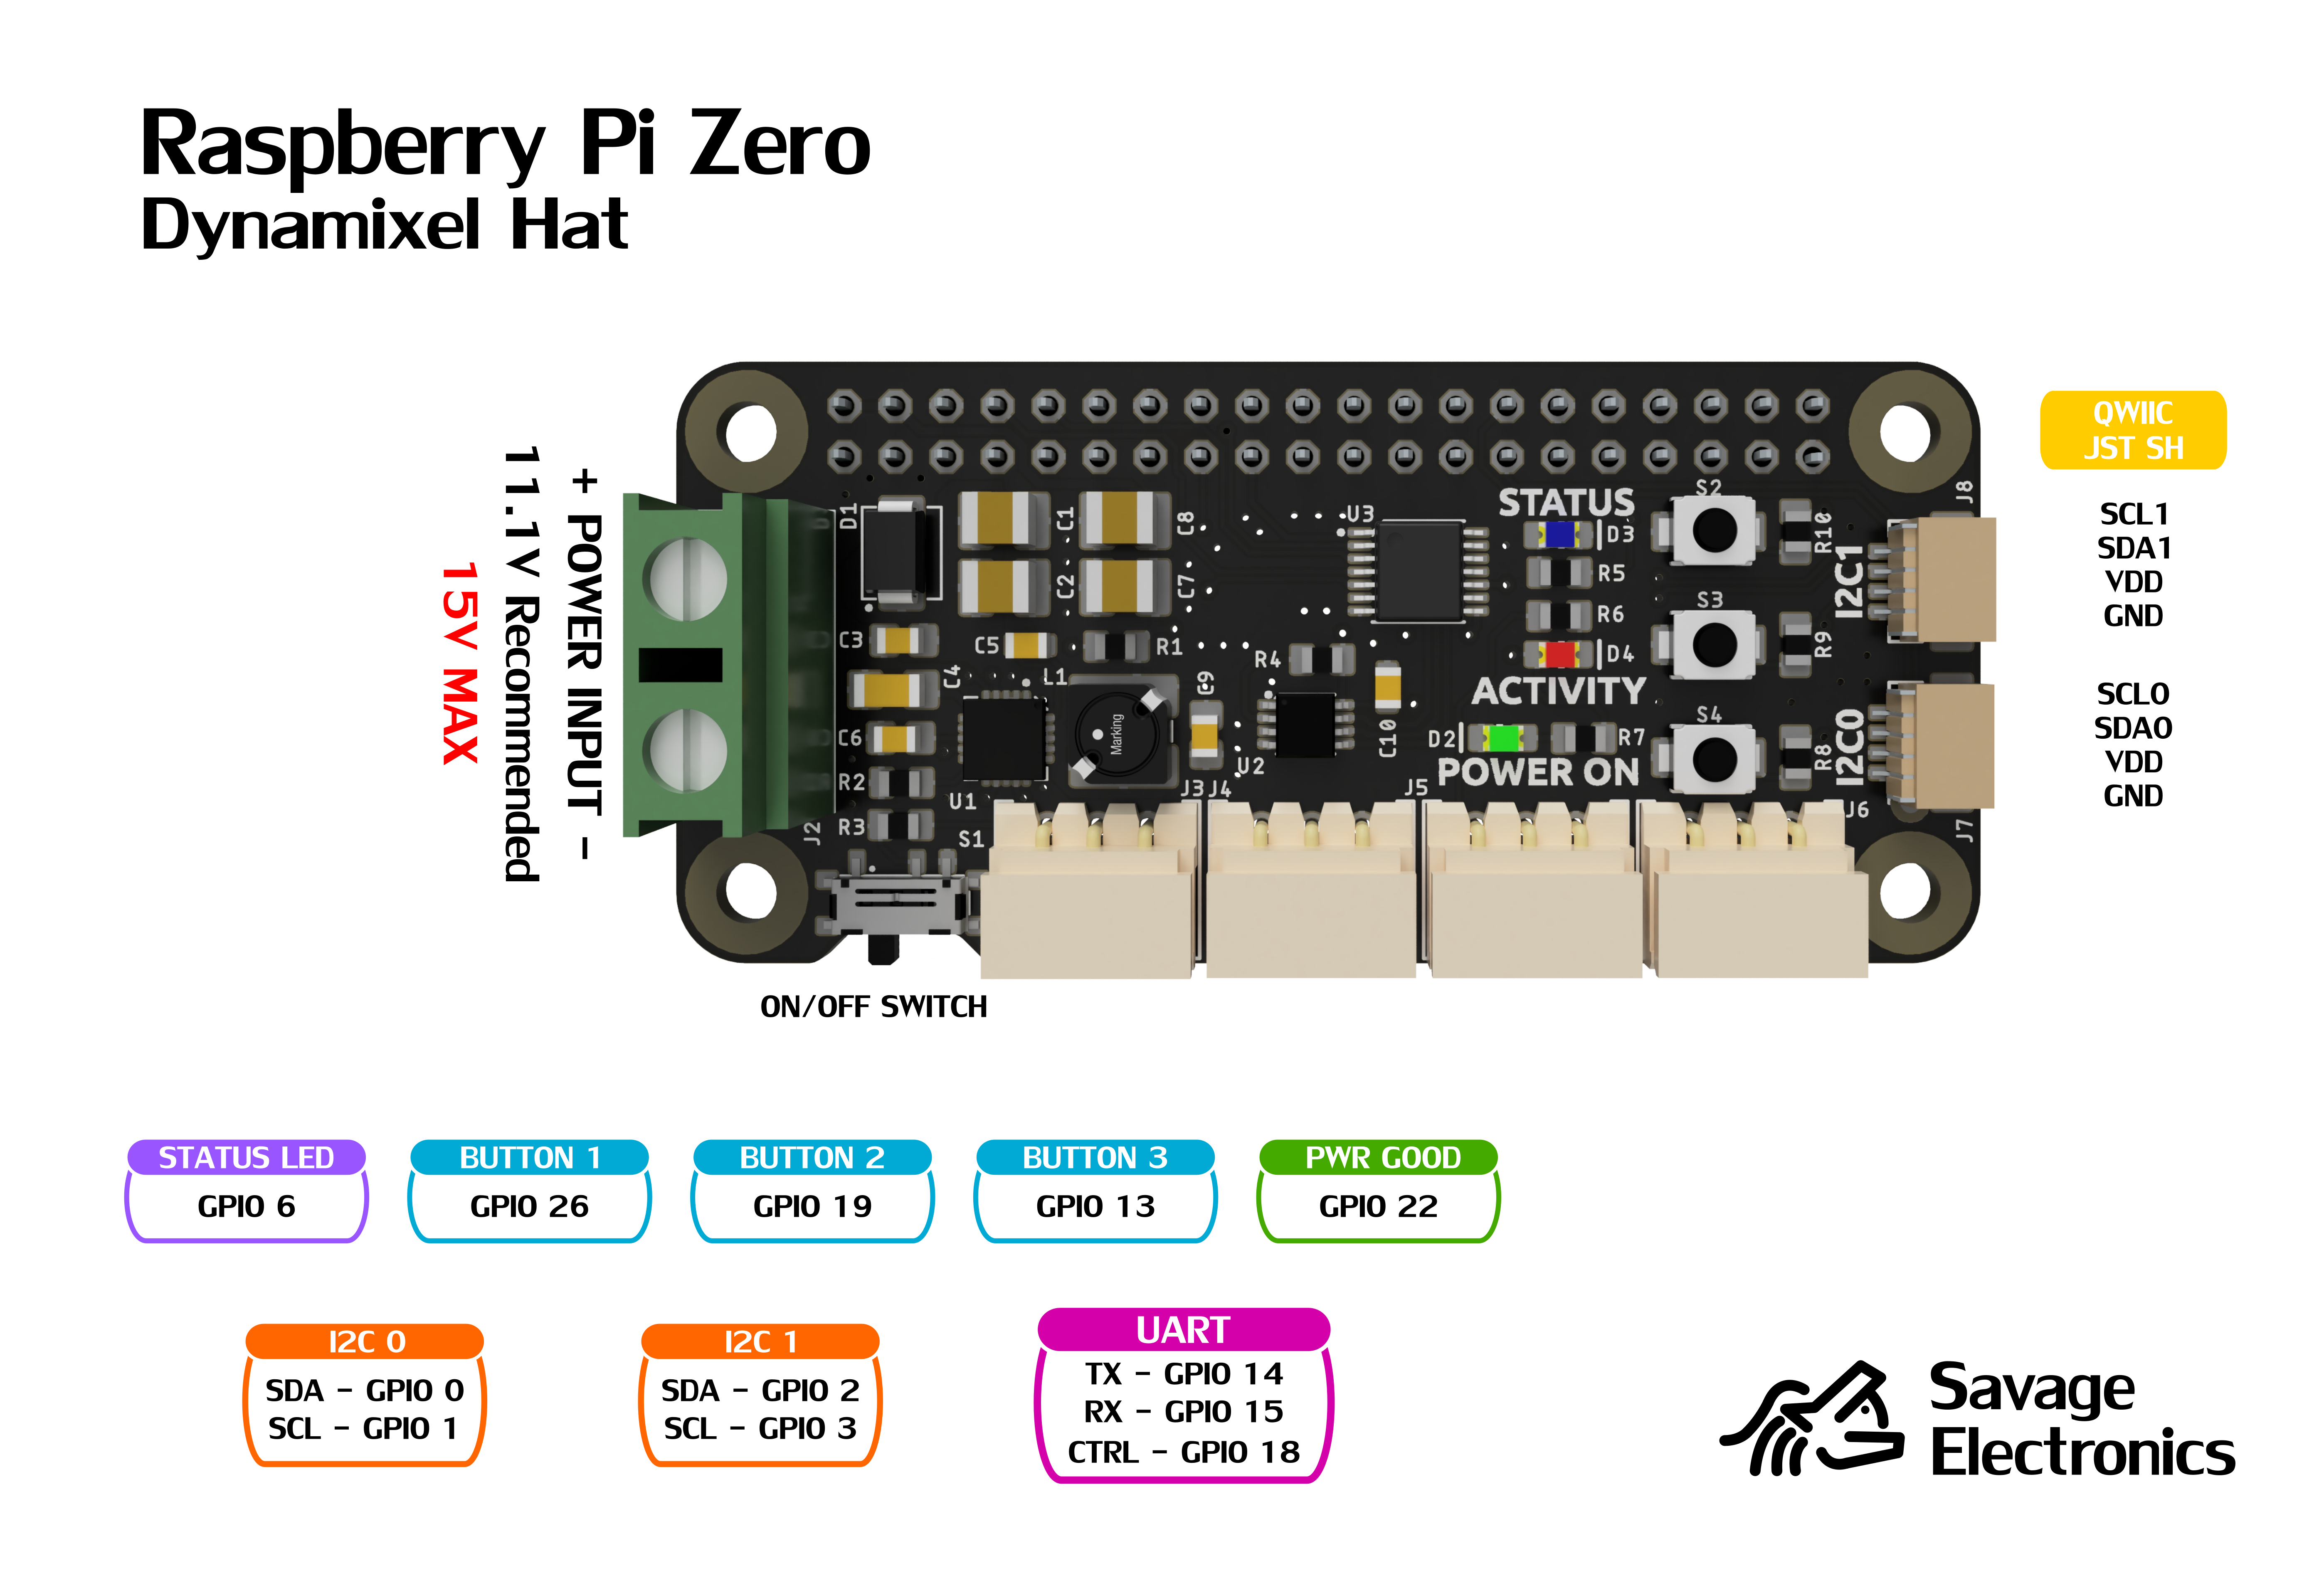 Raspberry Pi Zero
Dynamixel Hat
+ POWER INPUT -
11.1V Recommended
15V MAX
QWIIC
JST SH
SCL1
SDA1
VDD
GND
SCL0
SDA0
VDD
GND
D1
C1
C8
C2
C7
C3
C5
R1
C4
L1
C6
R2
R3
U1
S1
J2
Marking
C9
R4
U2
C10
U3
STATUS
D3
R5
R6
D4
ACTIVITY
D2
R7
POWER ON
S2
R10
S3
R9
S4
R8
I2C1
I2C0
J8
J7
J3
J4
J5
J6
ON/OFF SWITCH
STATUS LED
GPIO 6
BUTTON 1
GPIO 26
BUTTON 2
GPIO 19
BUTTON 3
GPIO 13
PWR GOOD
GPIO 22
I2C 0
SDA - GPIO 0
SCL - GPIO 1
I2C 1
SDA - GPIO 2
SCL - GPIO 3
UART
TX - GPIO 14
RX - GPIO 15
CTRL - GPIO 18
Savage
Electronics